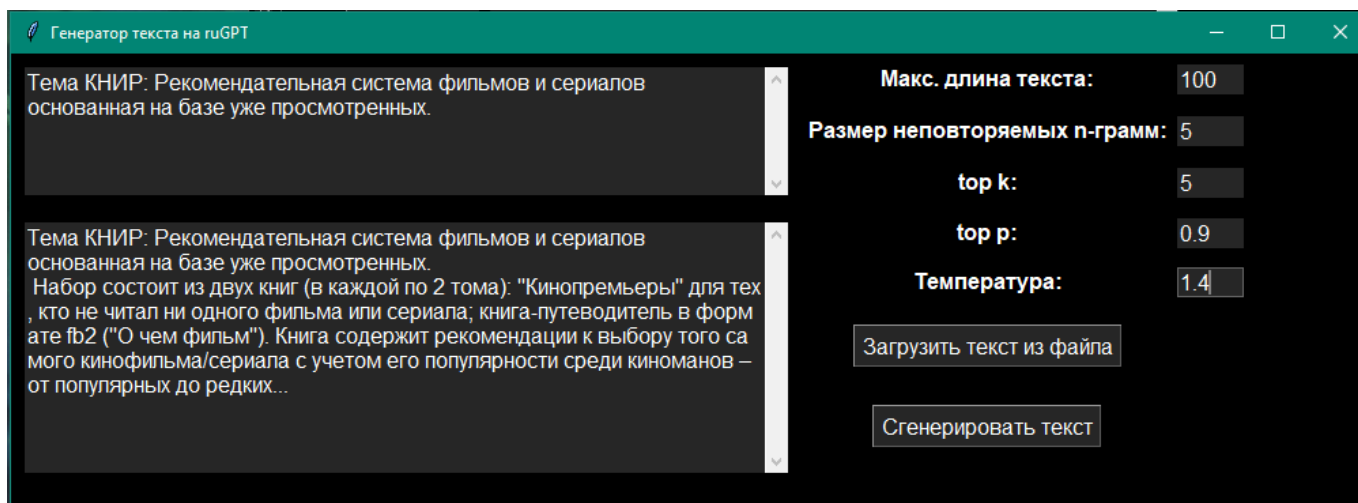 Генератор текста на ruGPT
Тема КНИР: Рекомендательная система фильмов и сериалов
основанная на базе уже просмотренных.
Тема КНИР: Рекомендательная система фильмов и сериалов
основанная на базе уже просмотренных.
Набор состоит из двух книг (в каждой по 2 тома): "Кинопремьеры" для тех
, кто не читал ни одного фильма или сериала; книга-путеводитель в форм
ате fb2 ("О чем фильм"). Книга содержит рекомендации к выбору того са
мого кинофильма/сериала с учетом его популярности среди киноманов –
от популярных до редких...
Макс. длина текста: 100
Размер неповторяемых n-грамм: 5
top k: 5
top p: 0.9
Температура: 1.4
Загрузить текст из файла
Сгенерировать текст